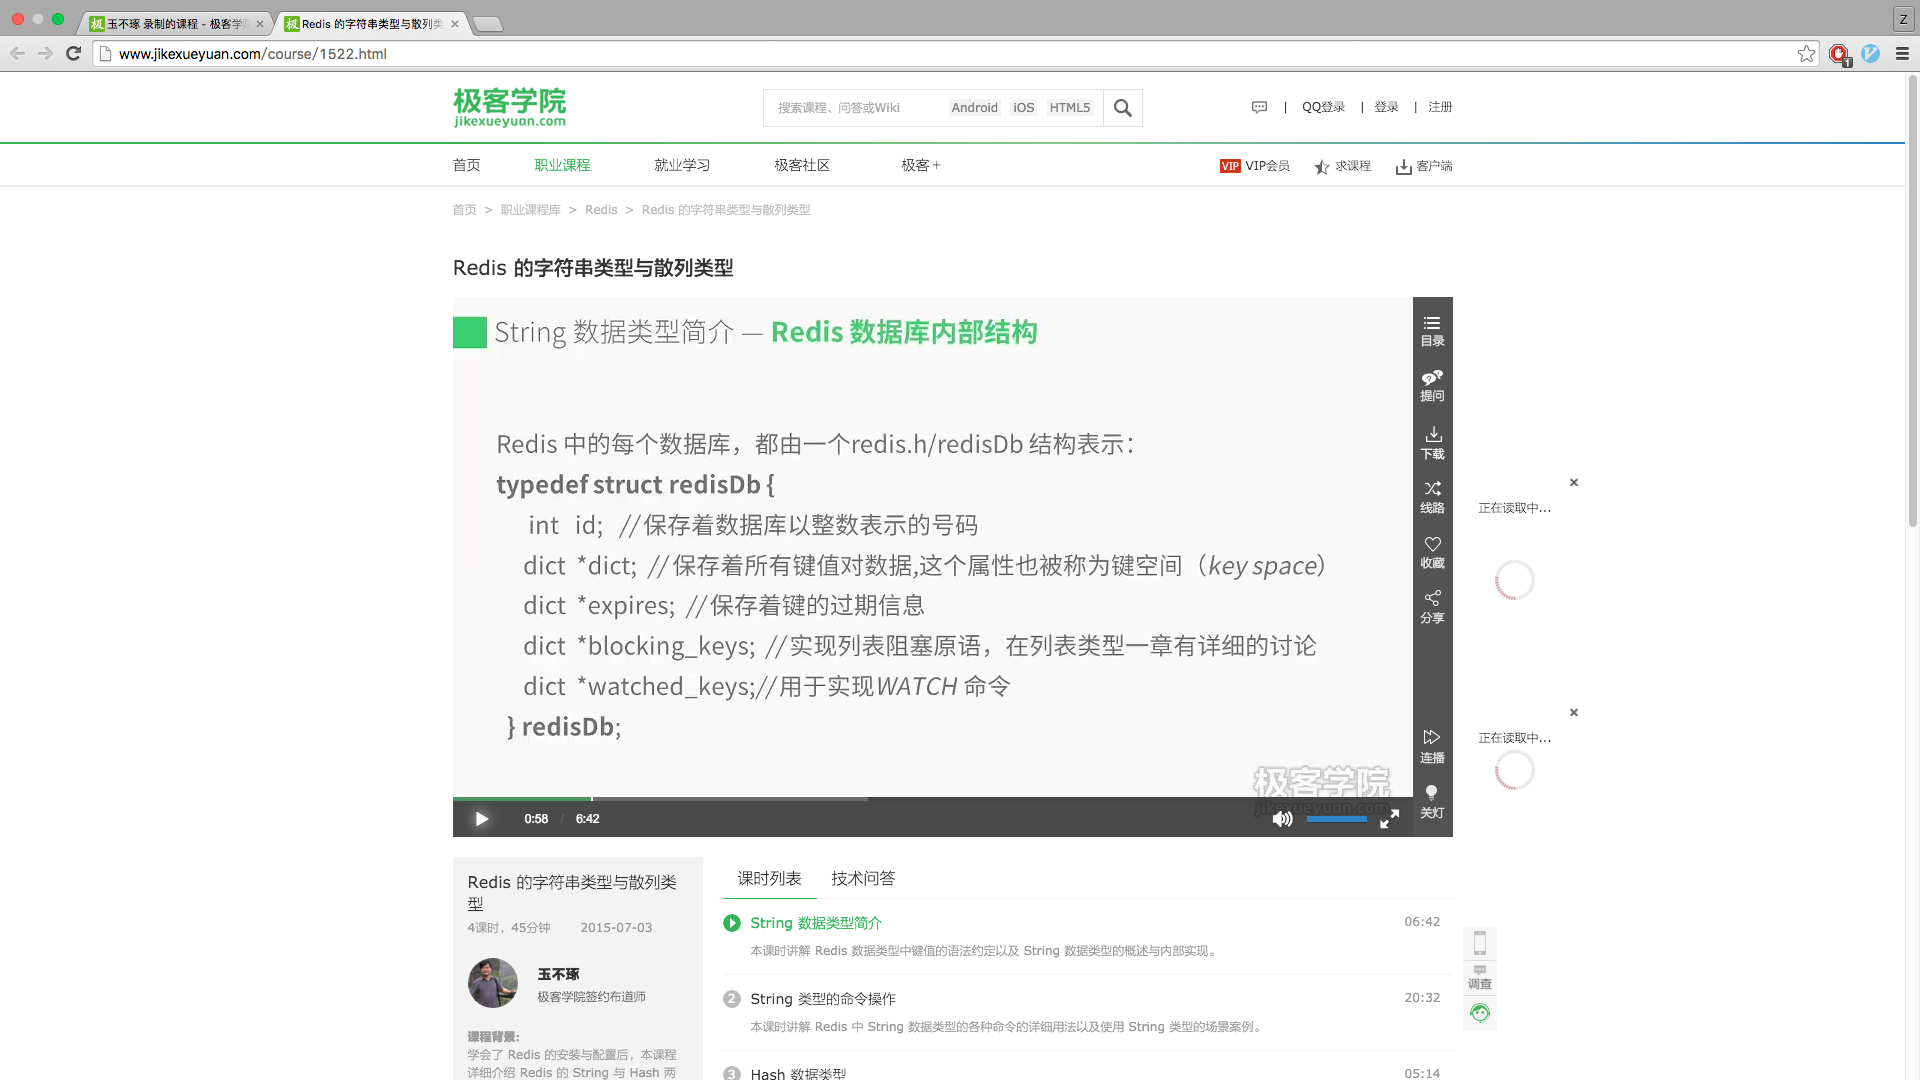 玉不琢 录制的课程 - 极客学
Redis 的字符串类型与散列
Z
www.jikexueyuan.com/course/1522.html
极客学院
jikexueyuan.com
搜索课程、问答或Wiki Android iOS HTML5
QQ登录 | 登录 | 注册
首页 职业课程 就业学习 极客社区 极客+
VIP VIP会员 求课程 客户端
首页 > 职业课程库 > Redis > Redis 的字符串类型与散列类型
Redis 的字符串类型与散列类型
String 数据类型简介 — Redis 数据库内部结构
Redis 中的每个数据库，都由一个redis.h/redisDb 结构表示：
typedef struct redisDb {
int id; //保存着数据库以整数表示的号码
dict *dict; //保存着所有键值对数据,这个属性也被称为键空间（key space）
dict *expires; //保存着键的过期信息
dict *blocking_keys; //实现列表阻塞原语，在列表类型一章有详细的讨论
dict *watched_keys;//用于实现WATCH 命令
} redisDb;
极客学院
jikexueyuan.com
0:58 / 6:42
目录
提问
下载
线路
收藏
分享
连播
关灯
正在读取中...
正在读取中...
Redis 的字符串类型与散列类
型
4课时，45分钟 2015-07-03
玉不琢
极客学院签约布道师
课程背景:
学会了 Redis 的安装与配置后，本课程
详细介绍 Redis 的 String 与 Hash 两
课时列表 技术问答
String 数据类型简介 06:42
本课时讲解 Redis 数据类型中键值的语法约定以及 String 数据类型的概述与内部实现。
2 String 类型的命令操作 20:32
本课时讲解 Redis 中 String 数据类型的各种命令的详细用法以及使用 String 类型的场景案例。
3 Hash 数据类型 05:14
调查